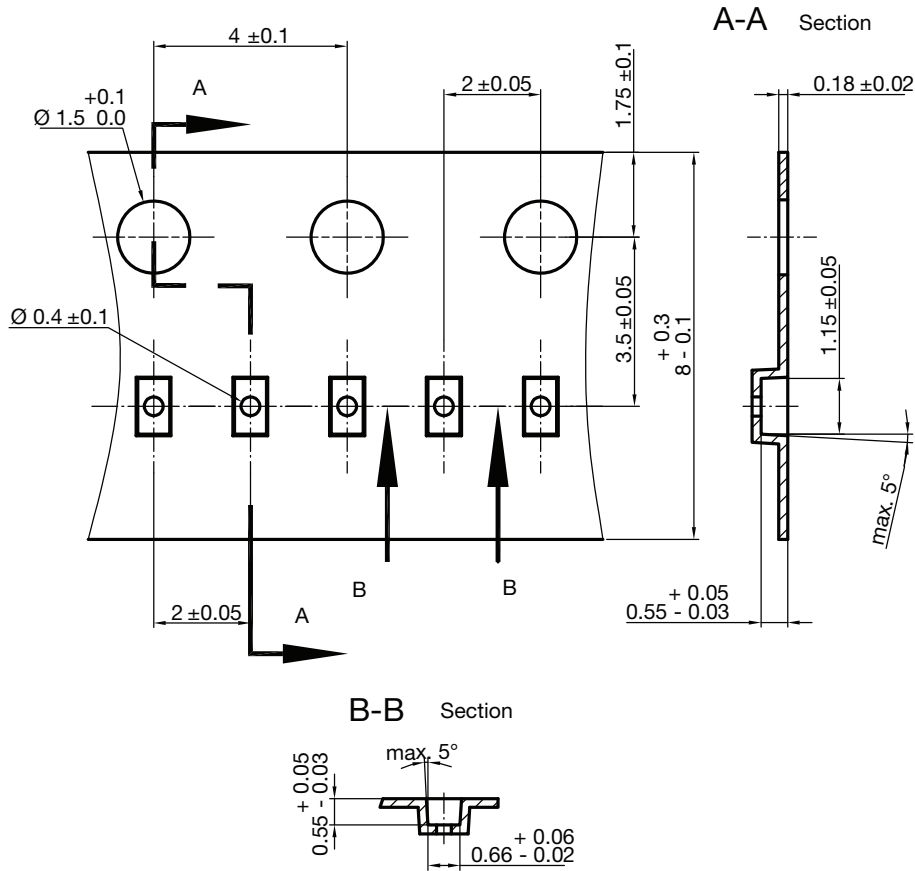 A-A Section
4 ±0.1
A
+0.1
Ø 1.5 0.0
2 ±0.05
1.75 ±0.1
0.18 ±0.02
Ø 0.4 ±0.1
3.5 ±0.05
+ 0.3
8 - 0.1
1.15 ±0.05
max. 5°
B
B
2 ±0.05
A
+ 0.05
0.55 - 0.03
B-B Section
max. 5°
+ 0.05
0.55 - 0.03
+ 0.06
0.66 - 0.02